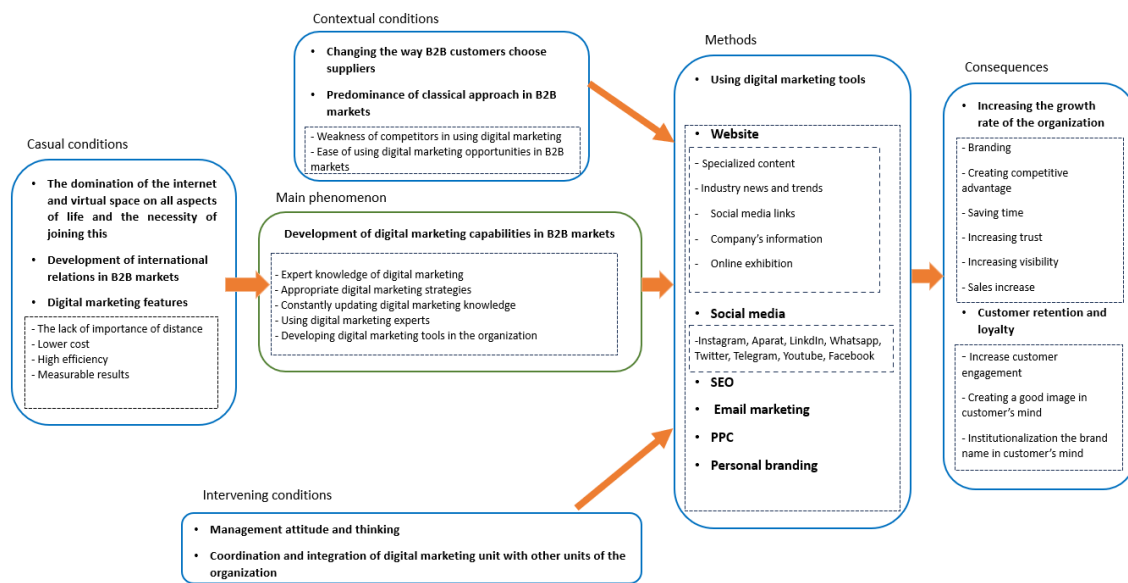 Contextual conditions
• Changing the way B2B customers choose
suppliers
• Predominance of classical approach in B2B
markets
- Weakness of competitors in using digital marketing
- Ease of using digital marketing opportunities in B2B
markets
Casual conditions
• The domination of the internet
and virtual space on all aspects
of life and the necessity of
joining this
• Development of international
relations in B2B markets
• Digital marketing features
- The lack of importance of distance
- Lower cost
- High efficiency
- Measurable results
Main phenomenon
Development of digital marketing capabilities in B2B markets
- Expert knowledge of digital marketing
- Appropriate digital marketing strategies
- Constantly updating digital marketing knowledge
- Using digital marketing experts
- Developing digital marketing tools in the organization
Intervening conditions
• Management attitude and thinking
• Coordination and integration of digital marketing unit with other units of the
organization
Methods
• Using digital marketing tools
• Website
- Specialized content
- Industry news and trends
- Social media links
- Company's information
- Online exhibition
• Social media
-Instagram, Aparat, LinkdIn, Whatsapp,
Twitter, Telegram, Youtube, Facebook
• SEO
• Email marketing
• PPC
• Personal branding
Consequences
• Increasing the growth
rate of the organization
- Branding
- Creating competitive
advantage
- Saving time
- Increasing trust
- Increasing visibility
- Sales increase
• Customer retention and
loyalty
- Increase customer
engagement
- Creating a good image in
customer's mind
- Institutionalization the brand
name in customer's mind